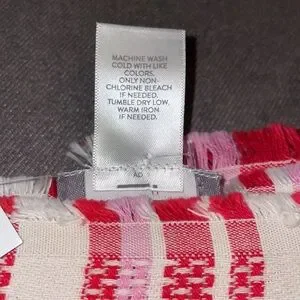 MACHINE WASH
COLD WITH LIKE
COLORS.
ONLY NON-
CHLORINE BLEACH
IF NEEDED.
TUMBLE DRY LOW.
WARM IRON
IF NEEDED.